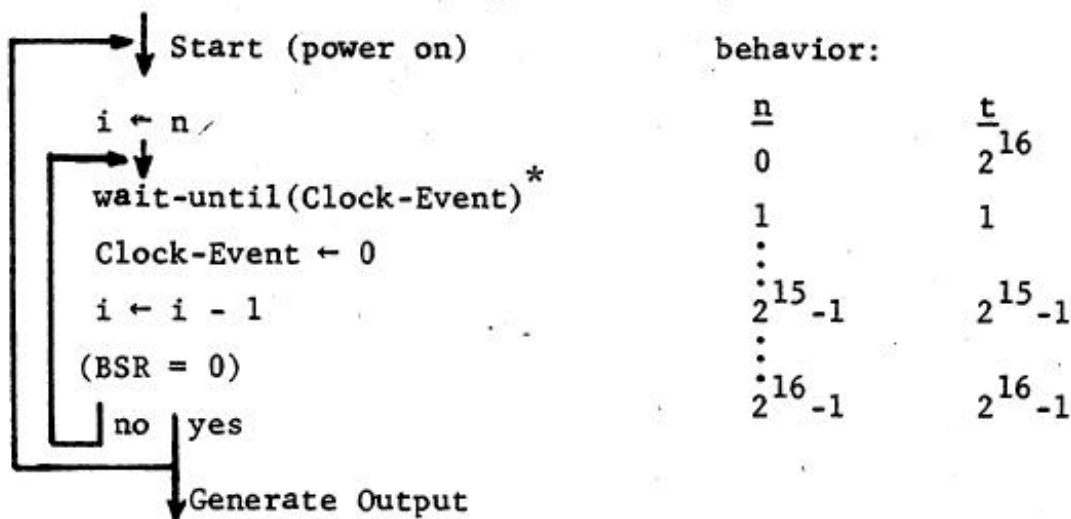 Start (power on)
i ← n
wait-until(Clock-Event)*
Clock-Event ← 0
i ← i - 1
(BSR = 0)
no yes
Generate Output
behavior:
n t
0 2^16
1 1
2^15-1 2^15-1
2^16-1 2^16-1